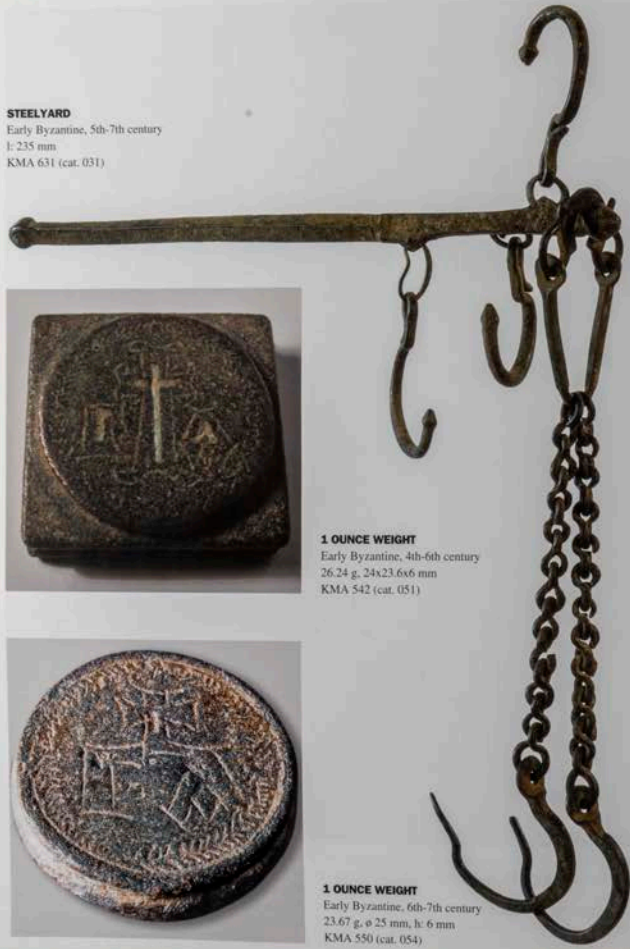 STEELYARD
Early Byzantine, 5th-7th century
l: 235 mm
KMA 631 (cat. 031)
1 OUNCE WEIGHT
Early Byzantine, 4th-6th century
26.24 g, 24x23.6x6 mm
KMA 542 (cat. 051)
1 OUNCE WEIGHT
Early Byzantine, 6th-7th century
23.67 g, ø 25 mm, h: 6 mm
KMA 550 (cat. 054)